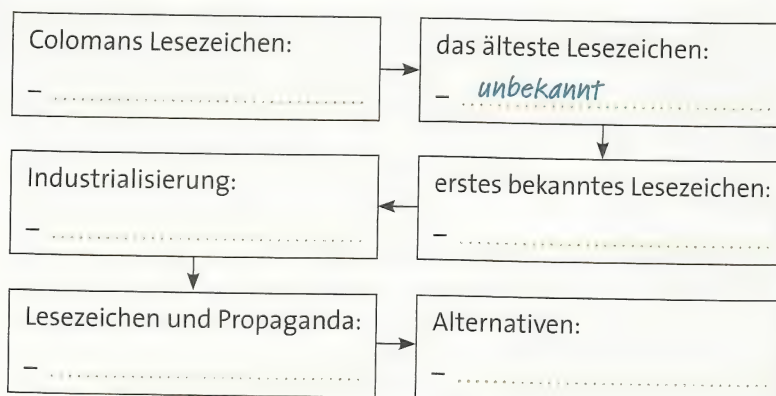 Colomans Lesezeichen:
–
das älteste Lesezeichen:
– unbekannt
erstes bekanntes Lesezeichen:
–
Industrialisierung:
–
Lesezeichen und Propaganda:
–
Alternativen:
–